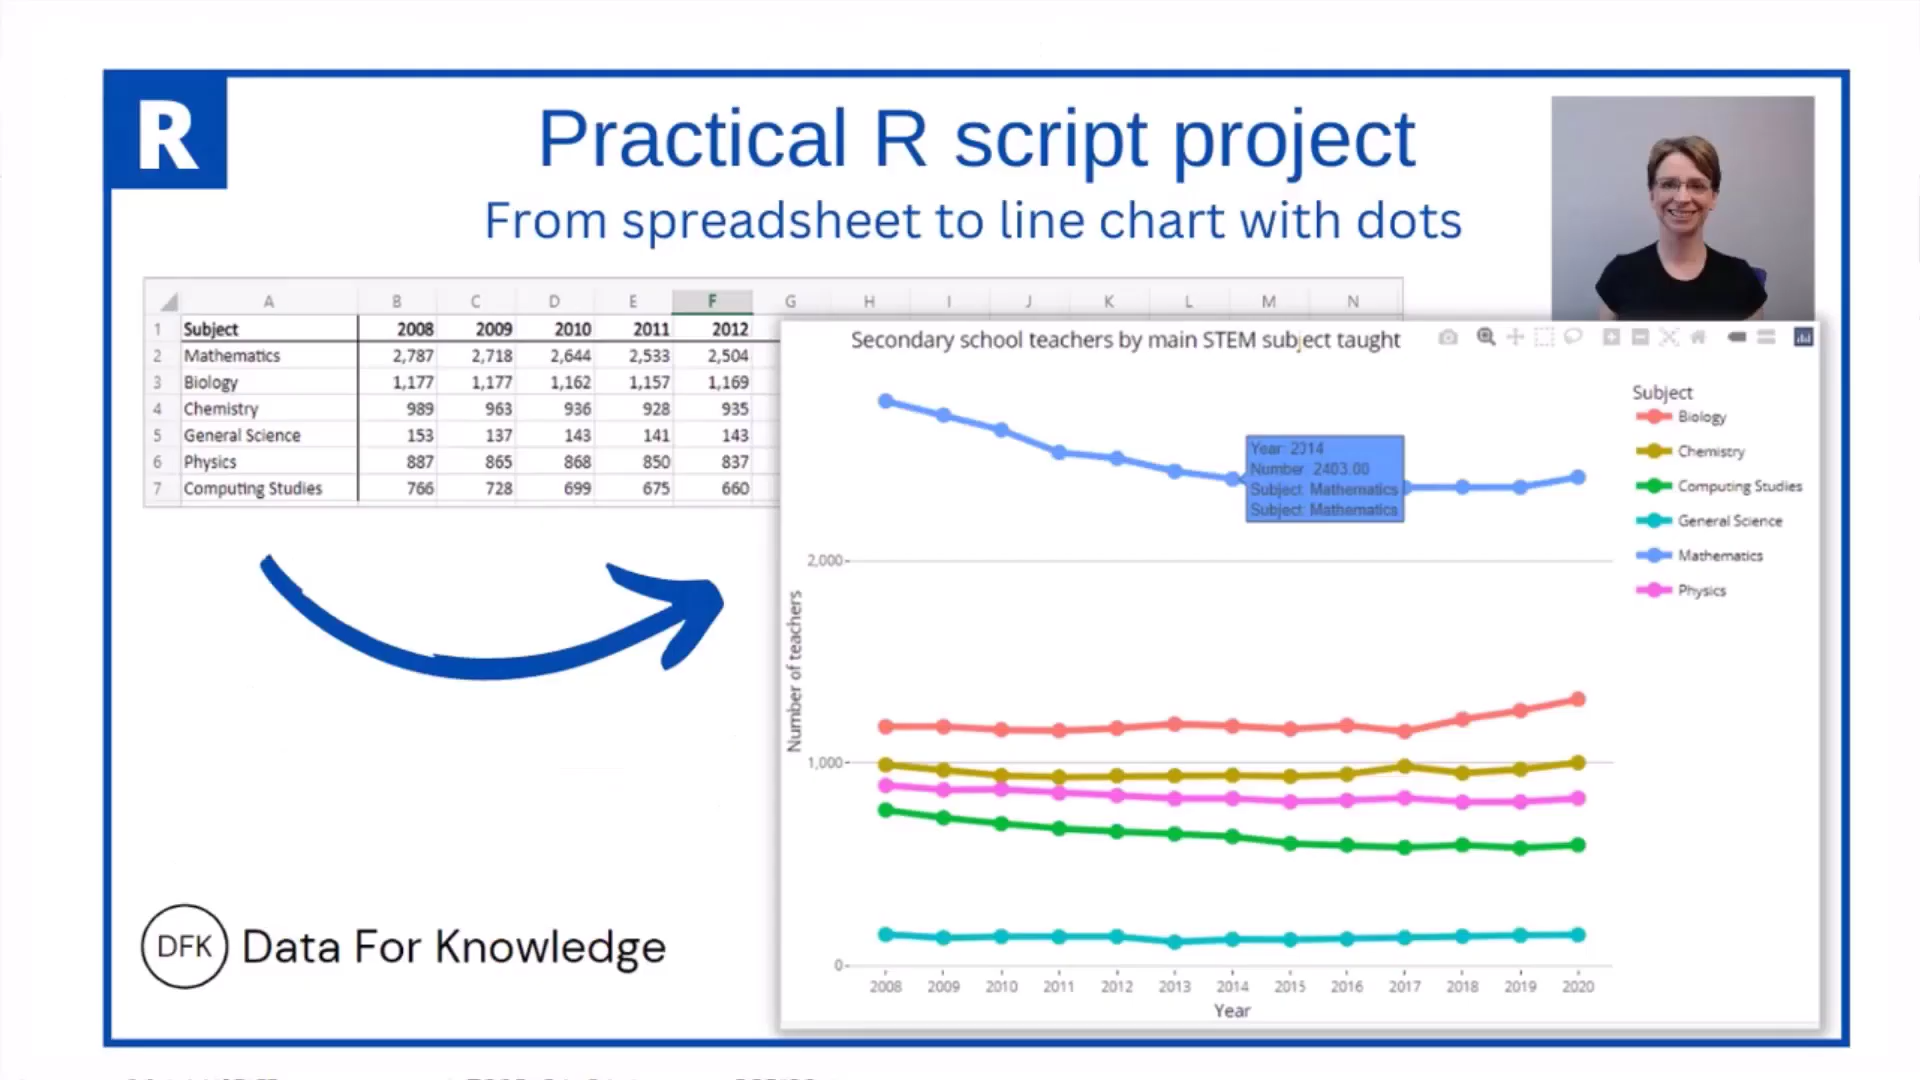 R
Practical R script project
From spreadsheet to line chart with dots
A B C D E F G H I J K L M N
1 Subject 2008 2009 2010 2011 2012
2 Mathematics 2,787 2,718 2,644 2,533 2,504
3 Biology 1,177 1,177 1,162 1,157 1,169
4 Chemistry 989 963 936 928 935
5 General Science 153 137 143 141 143
6 Physics 887 865 868 850 837
7 Computing Studies 766 728 699 675 660
Secondary school teachers by main STEM subject taught
Year: 2014
Number: 2403.00
Subject: Mathematics
Subject: Mathematics
Subject
Biology
Chemistry
Computing Studies
General Science
Mathematics
Physics
Number of teachers
2,000
1,000
0
2008 2009 2010 2011 2012 2013 2014 2015 2016 2017 2018 2019 2020
Year
DFK Data For Knowledge